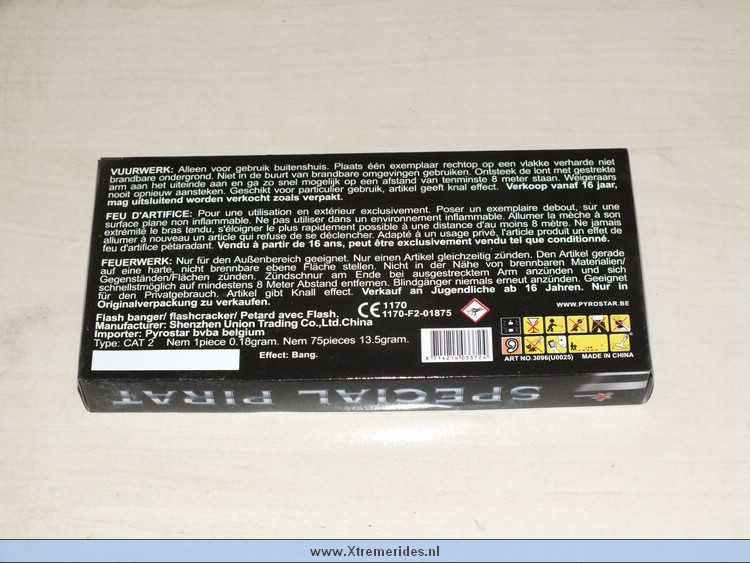 VUURWERK: Alleen voor gebruik buitenshuis. Plaats één exemplaar rechtop op een vlakke verharde niet
brandbare ondergrond. Niet in de buurt van brandbare omgevingen gebruiken. Ontsteek de lont met gestrekte
arm aan het uiteinde aan en ga zo snel mogelijk op een afstand van tenminste 8 meter staan. Weigeraars
nooit opnieuw aansteken. Geschikt voor particulier gebruik, artikel geeft knal effect. Verkoop vanaf 16 jaar,
mag uitsluitend worden verkocht zoals verpakt.
FEU D'ARTIFICE: Pour une utilisation en extérieur exclusivement. Poser un exemplaire debout, sur une
surface plane non inflammable. Ne pas utiliser dans un environnement inflammable. Allumer la mèche à son
extrémité le bras tendu, s'éloigner le plus rapidement possible à une distance d'au moins 8 mètre. Ne jamais
allumer à nouveau un article qui refuse de se déclencher. Adapté à un usage privé, l'article produit un effet de
feu d'artifice pétaradant. Vendu à partir de 16 ans, peut être exclusivement vendu tel que conditionné.
FEUERWERK: Nur für den Außenbereich geeignet. Nur einen Artikel gleichzeitig zünden. Den Artikel gerade
auf eine harte, nicht brennbare ebene Fläche stellen. Nicht in der Nähe von brennbaren Materialien/
Gegenständen/Flächen zünden. Zündschnur am Ende bei ausgestrecktem Arm anzünden und sich
schnellstmöglich auf mindestens 8 Meter Abstand entfernen. Blindgänger niemals erneut anzünden. Geeignet
für den Privatgebrauch. Artikel gibt Knall effect. Verkauf an Jugendliche ab 16 Jahren. Nur in
Originalverpackung zu verkaufen.
Flash banger/ flashcracker/ Petard avec Flash.
Manufacturer: Shenzhen Union Trading Co.,Ltd.China
Importer: Pyrostar bvba belgium
Type: CAT 2 Nem 1piece 0.18gram. Nem 75pieces 13.5gram.
Effect: Bang.
CE 1170
1170-F2-01875
WWW.PYROSTAR.BE
8 714214 033724
ART NO.3096(U0025) MADE IN CHINA
SPECIAL PIRAT
www.Xtremerides.nl